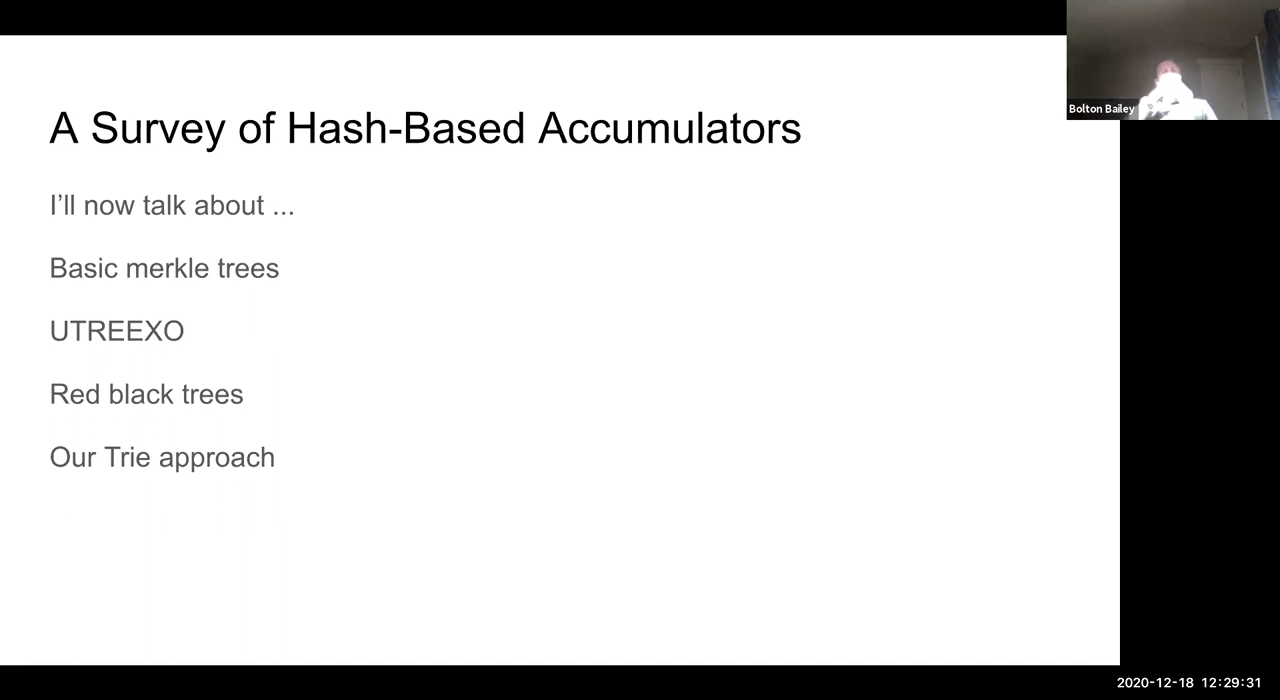 A Survey of Hash-Based Accumulators
I’ll now talk about ...
Basic merkle trees
UTREEXO
Red black trees
Our Trie approach
Bolton Bailey
2020-12-18 12:29:31